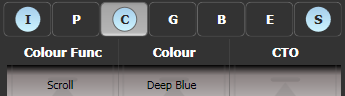 I P C G B E S
Colour Func Colour CTO
Scroll Deep Blue